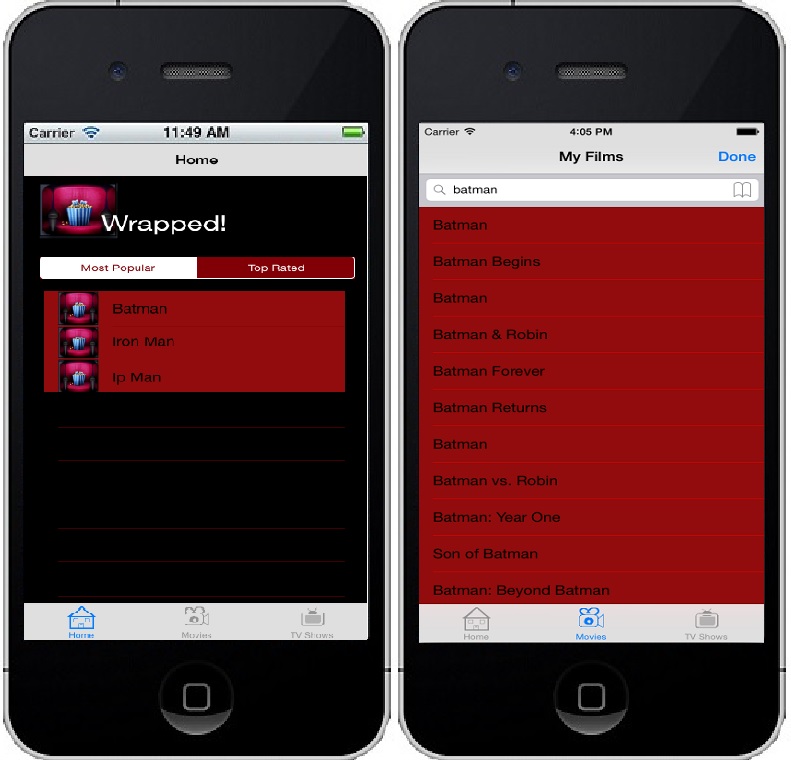 Carrier 11:49 AM
Home
Wrapped!
Most Popular Top Rated
Batman
Iron Man
Ip Man
Home Movies TV Shows
Carrier 4:05 PM
My Films Done
batman
Batman
Batman Begins
Batman
Batman & Robin
Batman Forever
Batman Returns
Batman
Batman vs. Robin
Batman: Year One
Son of Batman
Batman: Beyond Batman
Home Movies TV Shows